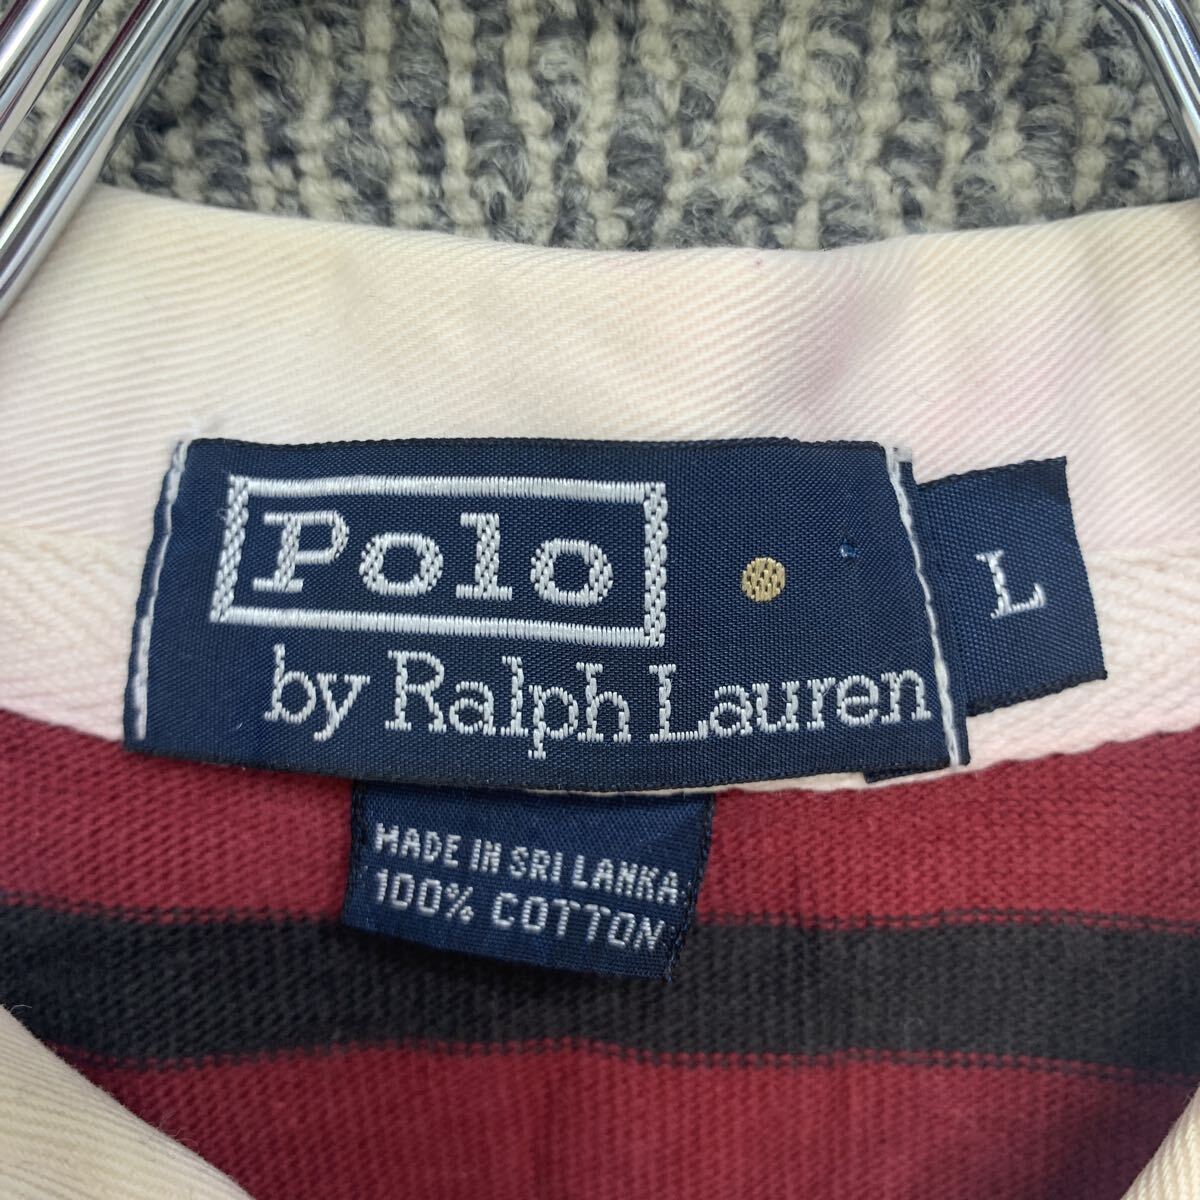 Polo
by Ralph Lauren
L
MADE IN SRI LANKA
100% COTTON